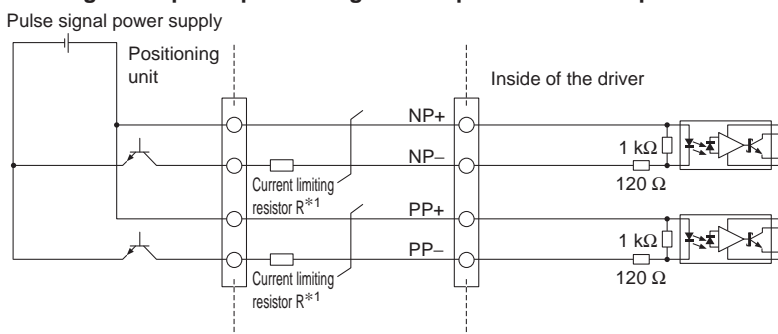 Pulse signal power supply
Positioning
unit
Inside of the driver
NP+
NP−
1 kΩ
120 Ω
Current limiting
resistor R*1
PP+
PP−
1 kΩ
120 Ω
Current limiting
resistor R*1